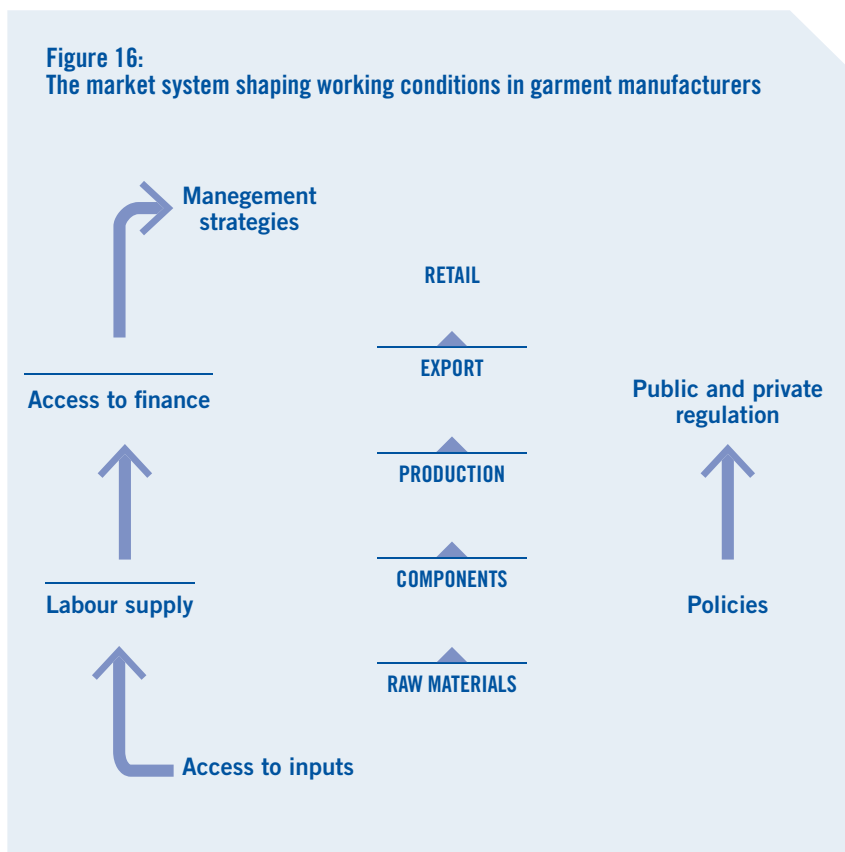 Figure 16:
The market system shaping working conditions in garment manufacturers
Manegement
strategies
RETAIL
EXPORT
Access to finance
Public and private
regulation
PRODUCTION
COMPONENTS
Labour supply
Policies
RAW MATERIALS
Access to inputs